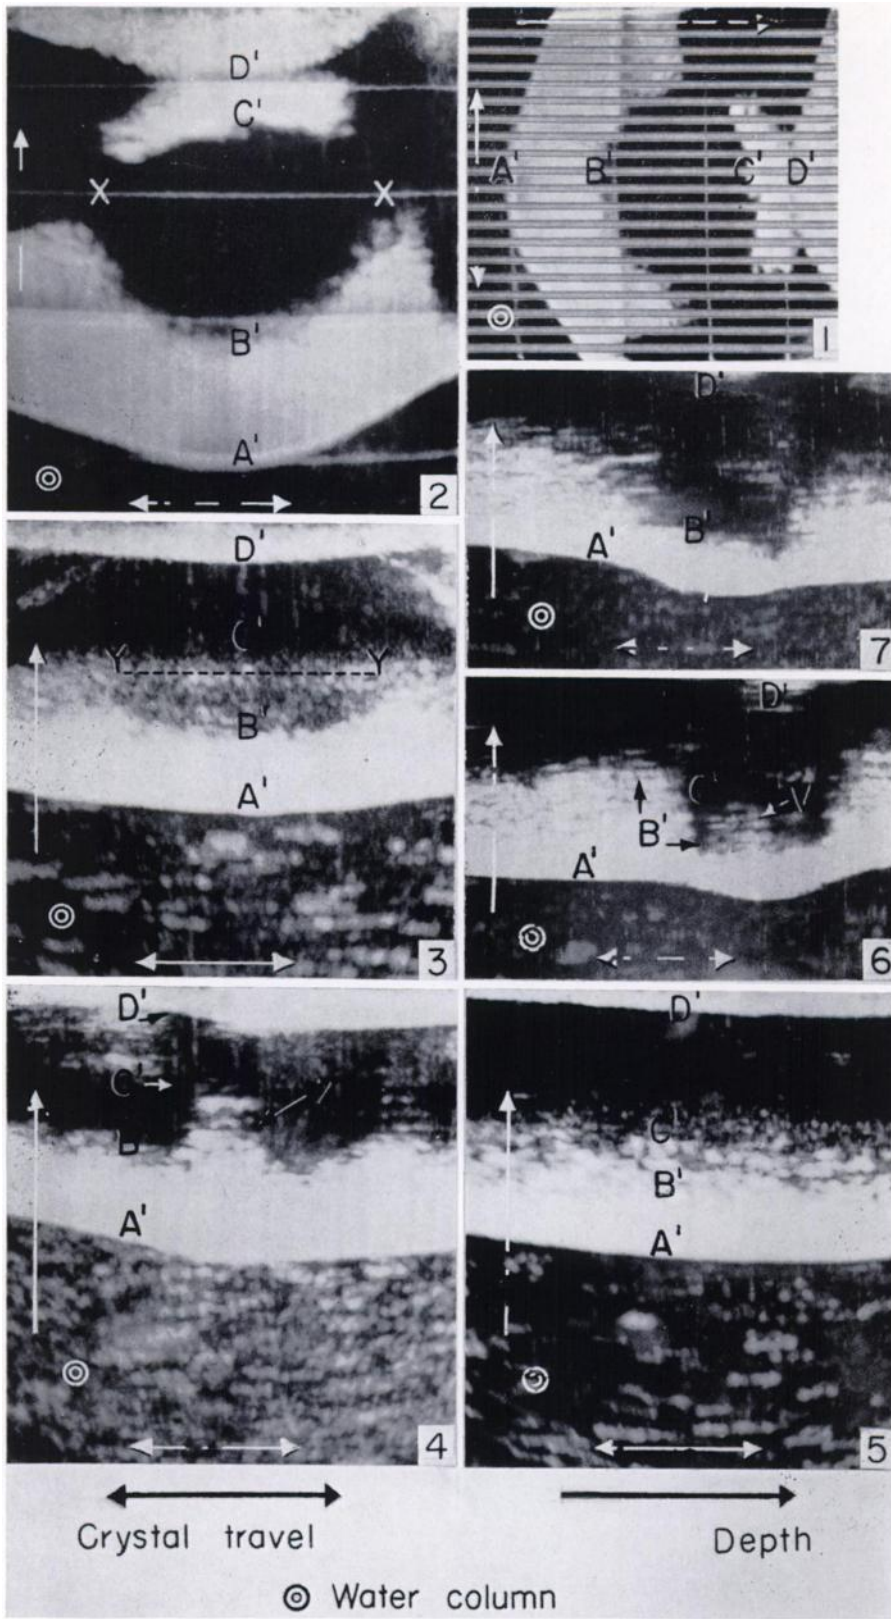 D'
C'
X X
B'
A'
2
A' B' C' D'
1
D'
B'
A'
7
D'
C'
Y Y
B'
A'
3
D'
C' V
B'
A'
6
D'
C'
B
A'
4
D'
C'
B'
A'
5
Crystal travel
Depth
Water column